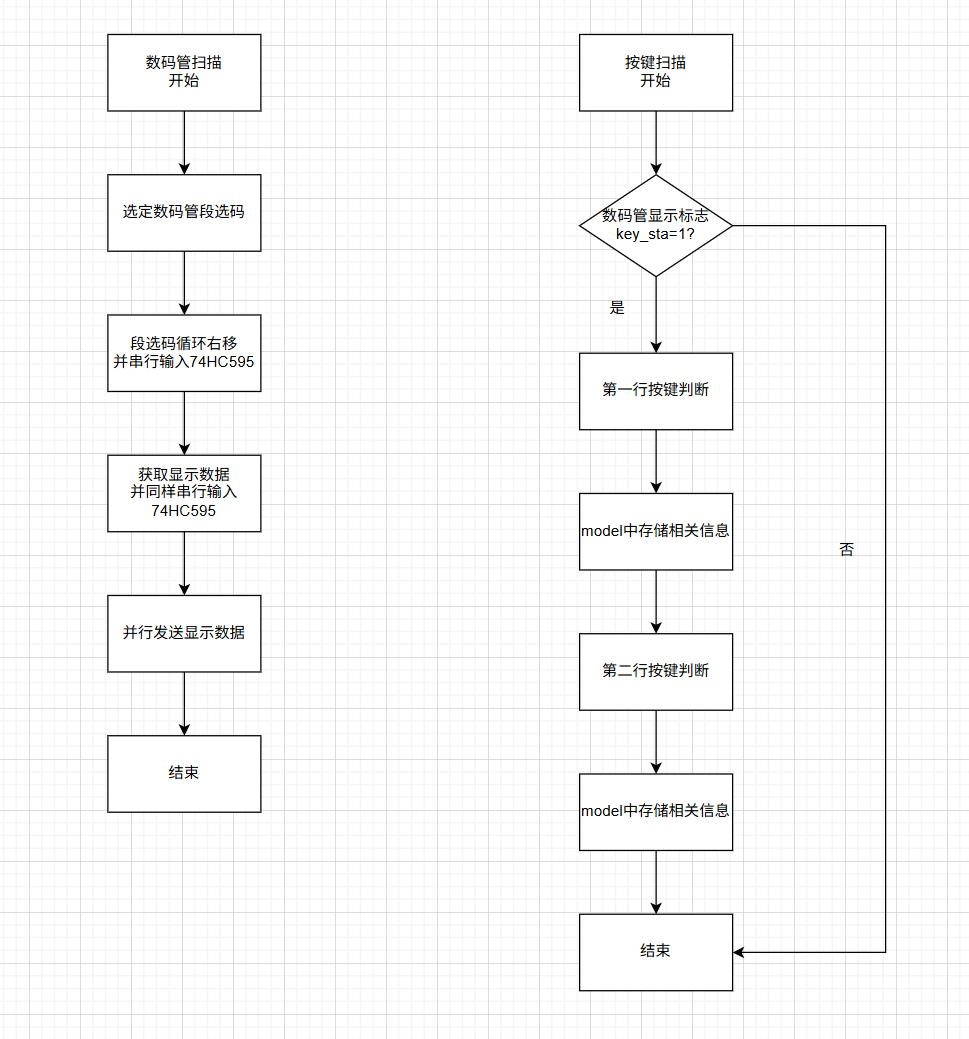 数码管扫描
开始
选定数码管段选码
段选码循环右移
并串行输入74HC595
获取显示数据
并同样串行输入
74HC595
并行发送显示数据
结束
按键扫描
开始
数码管显示标志
key_sta=1?
是
第一行按键判断
model中存储相关信息
否
第二行按键判断
model中存储相关信息
结束